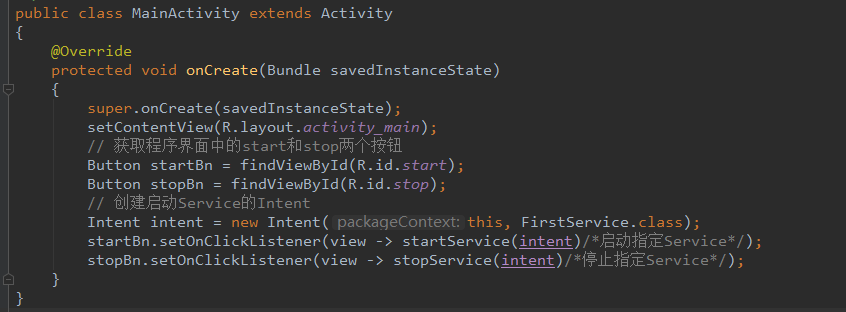 public class MainActivity extends Activity
{
    @Override
    protected void onCreate(Bundle savedInstanceState)
    {
        super.onCreate(savedInstanceState);
        setContentView(R.layout.activity_main);
        // 获取程序界面中的start和stop两个按钮
        Button startBn = findViewById(R.id.start);
        Button stopBn = findViewById(R.id.stop);
        // 创建启动Service的Intent
        Intent intent = new Intent( packageContext: this, FirstService.class);
        startBn.setOnClickListener(view -> startService(intent)/*启动指定Service*/);
        stopBn.setOnClickListener(view -> stopService(intent)/*停止指定Service*/);
    }
}